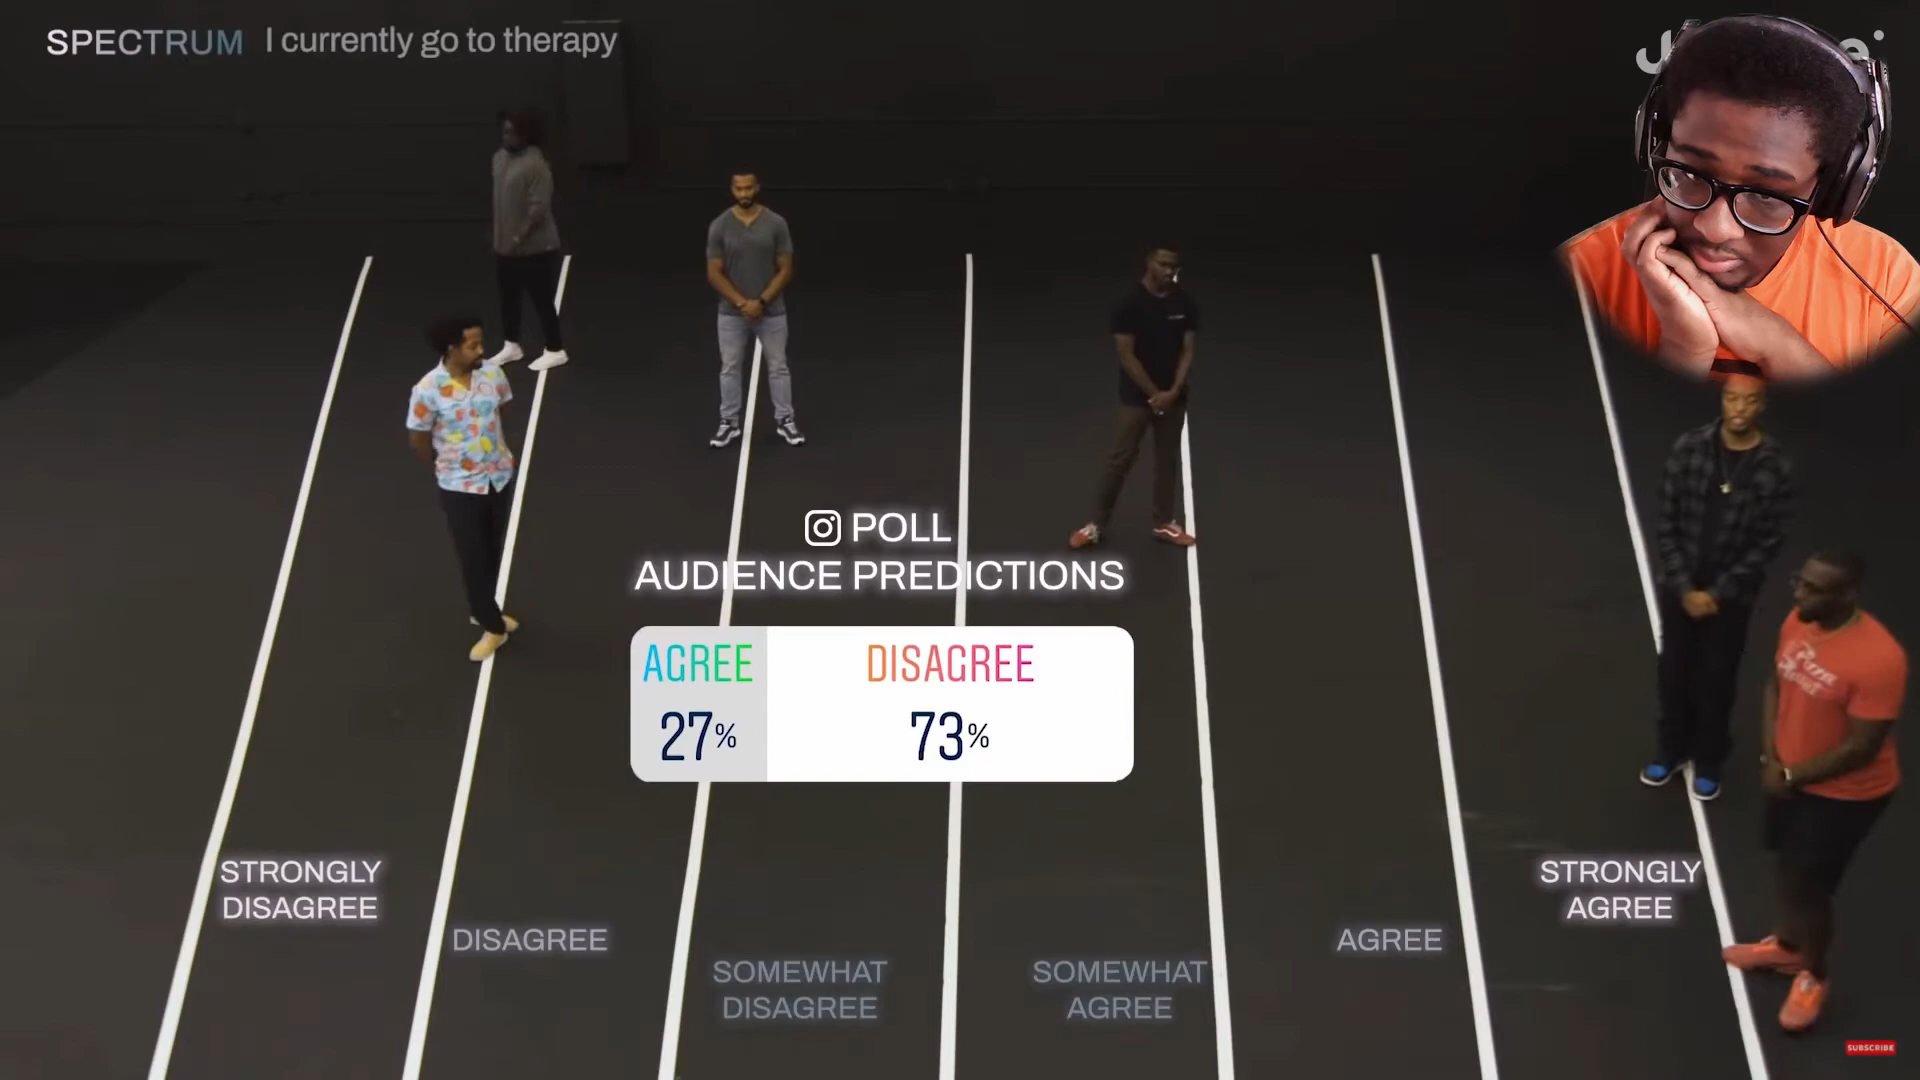 SPECTRUM I currently go to therapy
POLL
AUDIENCE PREDICTIONS
AGREE
DISAGREE
27%
73%
STRONGLY
DISAGREE
DISAGREE
SOMEWHAT
DISAGREE
SOMEWHAT
AGREE
AGREE
STRONGLY
AGREE
SUBSCRIBE